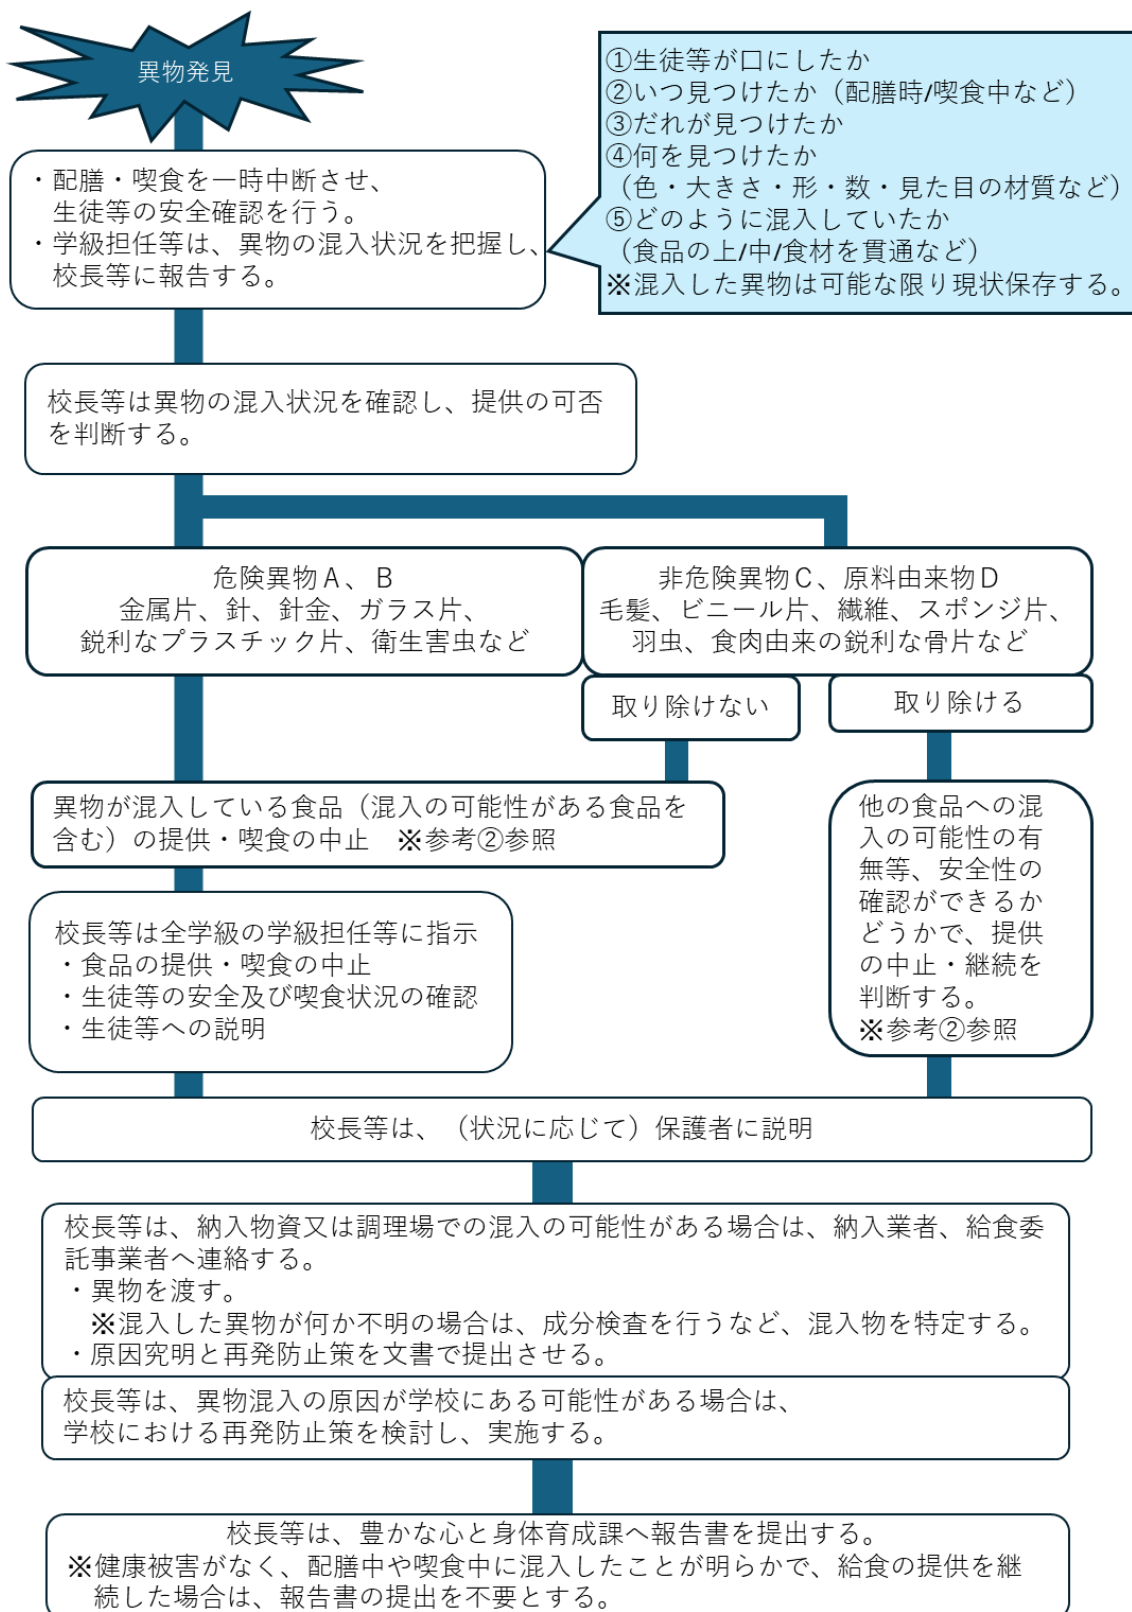 異物発見
①生徒等が口にしたか
②いつ見つけたか（配膳時/喫食中など）
③だれが見つけたか
④何を見つけたか
（色・大きさ・形・数・見た目の材質など）
⑤どのように混入していたか
（食品の上/中/食材を貫通など）
※混入した異物は可能な限り現状保存する。
・配膳・喫食を一時中断させ、
生徒等の安全確認を行う。
・学級担任等は、異物の混入状況を把握し、
校長等に報告する。
校長等は異物の混入状況を確認し、提供の可否
を判断する。
危険異物Ａ、Ｂ
金属片、針、針金、ガラス片、
鋭利なプラスチック片、衛生害虫など
非危険異物Ｃ、原料由来物Ｄ
毛髪、ビニール片、繊維、スポンジ片、
羽虫、食肉由来の鋭利な骨片など
取り除けない
取り除ける
異物が混入している食品（混入の可能性がある食品を
含む）の提供・喫食の中止　※参考②参照
他の食品への混
入の可能性の有
無等、安全性の
確認ができるか
どうかで、提供
の中止・継続を
判断する。
※参考②参照
校長等は全学級の学級担任等に指示
・食品の提供・喫食の中止
・生徒等の安全及び喫食状況の確認
・生徒等への説明
校長等は、（状況に応じて）保護者に説明
校長等は、納入物資又は調理場での混入の可能性がある場合は、納入業者、給食委
託事業者へ連絡する。
・異物を渡す。
※混入した異物が何か不明の場合は、成分検査を行うなど、混入物を特定する。
・原因究明と再発防止策を文書で提出させる。
校長等は、異物混入の原因が学校にある可能性がある場合は、
学校における再発防止策を検討し、実施する。
校長等は、豊かな心と身体育成課へ報告書を提出する。
※健康被害がなく、配膳中や喫食中に混入したことが明らかで、給食の提供を継
続した場合は、報告書の提出を不要とする。